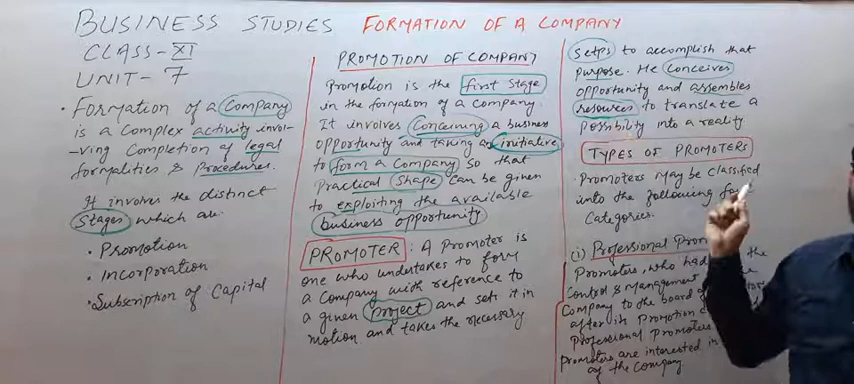 BUSINESS STUDIES FORMATION OF A COMPANY
CLASS-XI
UNIT-7
• Formation of a Company
is a Complex activity invol-
-ving Completion of legal
formalities & Procedures.
It involves the distinct
Stages which are
• Promotion
• Incorporation
• Subscription of Capital
PROMOTION OF COMPANY
Promotion is the first Stage
in the formation of a Company.
It involves Concerning a business
opportunity and taking an initiative
to form a Company so that
Practical Shape can be given
to exploiting the available
business opportunity
PROMOTER: A Promoter is
one who undertakes to form
a Company with reference to
a given Project and sets it in
motion and takes the necessary
setps to accomplish that
purpose. He Conceives
opportunity and assembles
resources to translate a
possibility into a reality
TYPES OF PROMOTERS
• Promoters may be classified
into the following
Categories.
(i) Professional
Promoters, who the
Control & management
Company to the board
after its Promotion
Professional Promoters
Promoters are interested in
of the Company